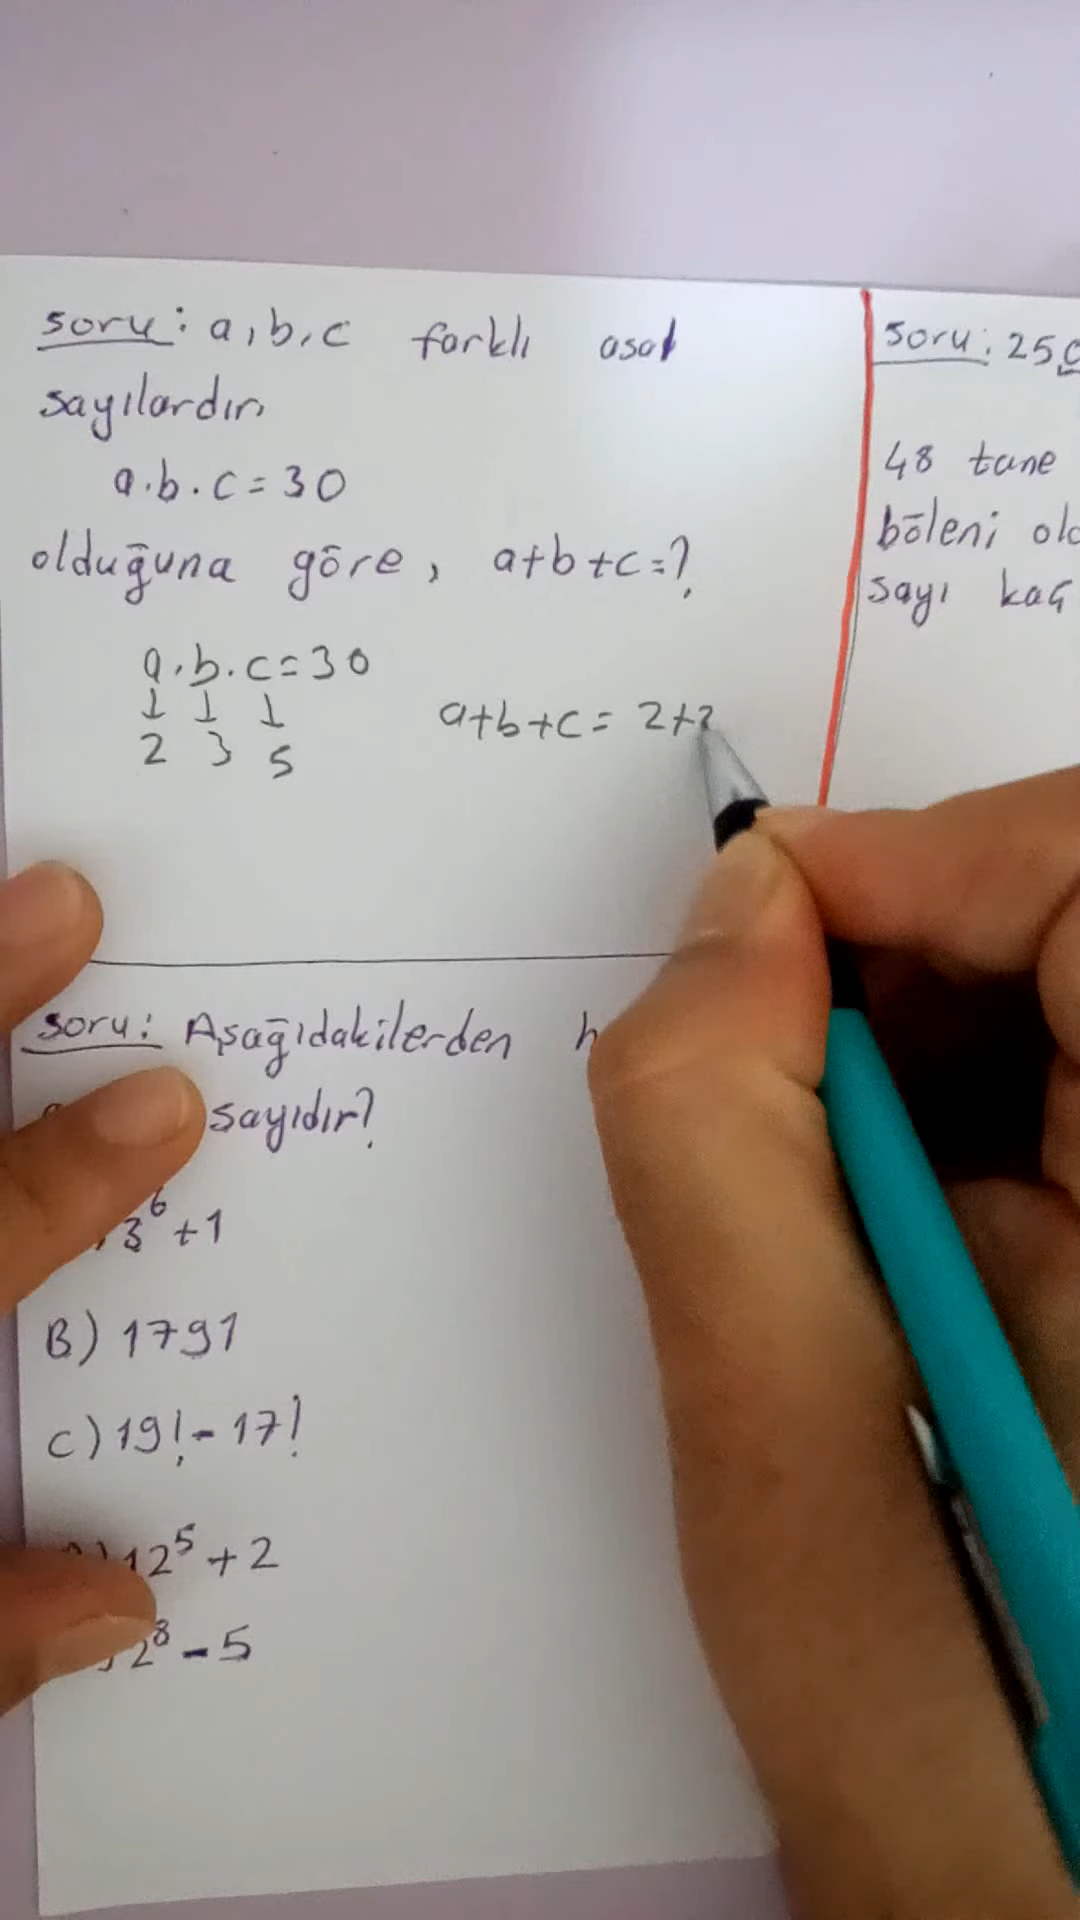 soru: a,b,c farklı asal
sayılardır.
a.b.c=30
olduğuna göre, a+b+c=?
a.b.c=30
2 3 5
a+b+c= 2+3
soru: Aşağıdakilerden
sayıdır?
3⁶+1
B) 1791
C) 19!-17!
12⁵+2
2⁸-5
soru: 25
48 tane
böleni
sayı kaç